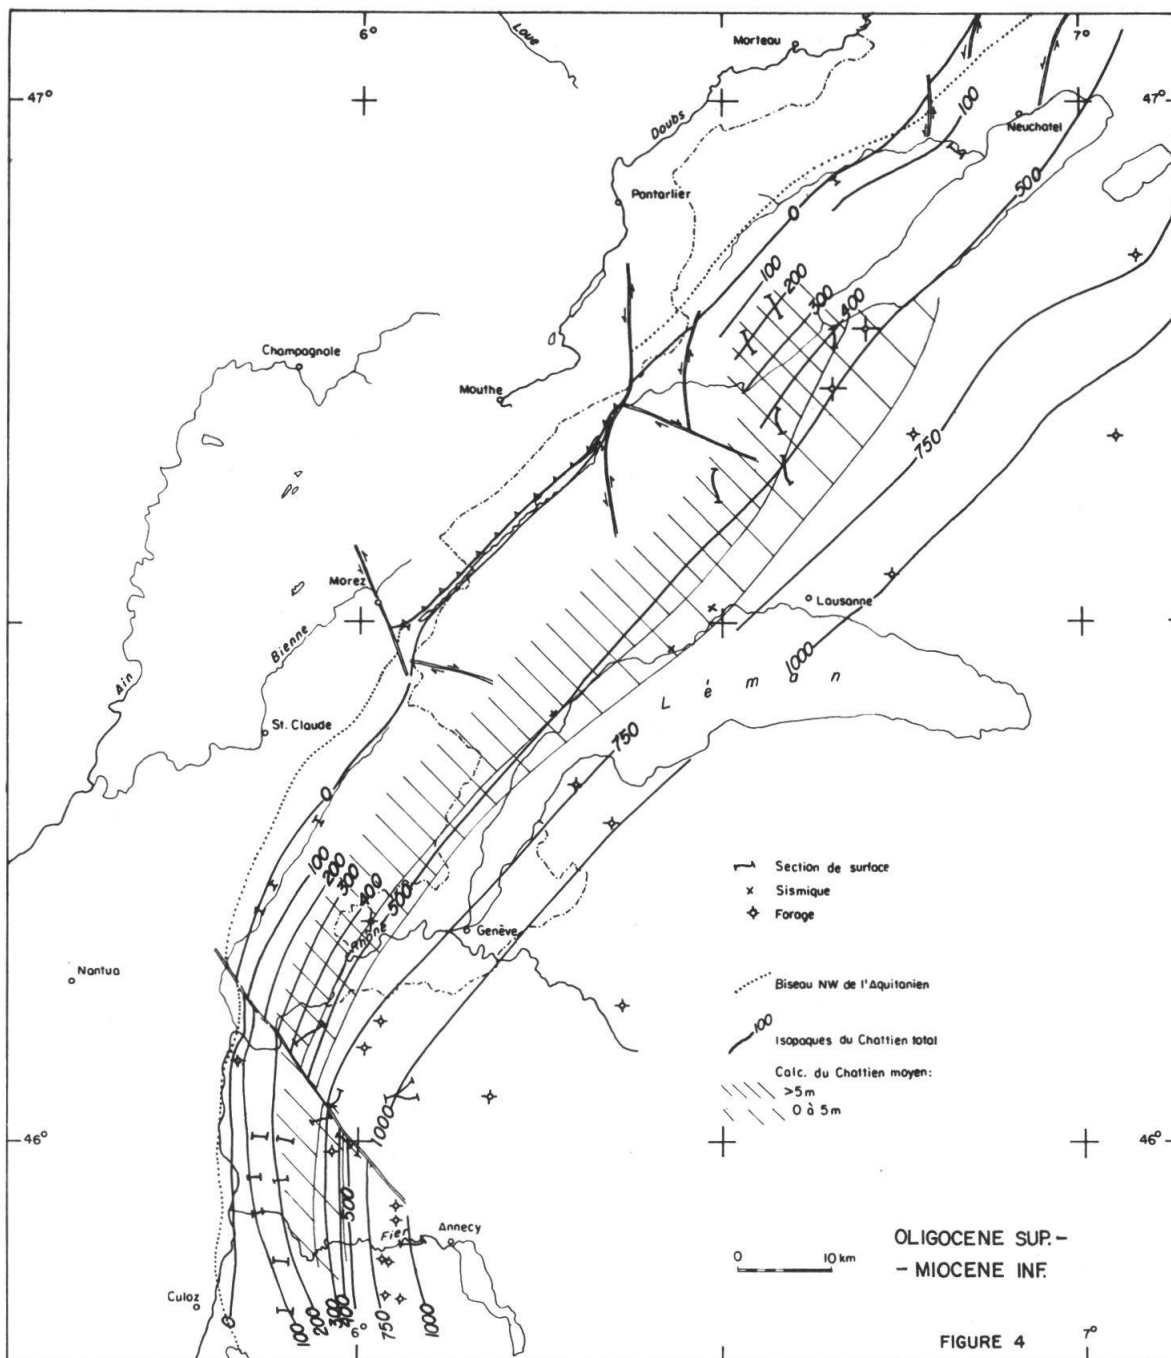 6°
Loue
Morteau
7°
47°
47°
100
Neuchatel
Doubs
Pontarlier
500
0
100
200
300
400
Champagnole
Mouthe
750
Morez
Lausanne
Bienne
Ain
1000
Léman
St. Claude
750
0
100
200
300
400
500
Section de surface
Sismique
Forage
Rhône
Genève
Nantua
Biseau NW de l'Aquitanien
100
Isopaques du Chattien total
Calc. du Chattien moyen:
>5m
0 à 5m
1000
46°
46°
500
Fier
Annecy
OLIGOCENE SUP.-
0 10 km
- MIOCENE INF.
Culoz
0
100
200
300
400
750
1000
6°
FIGURE 4
7°